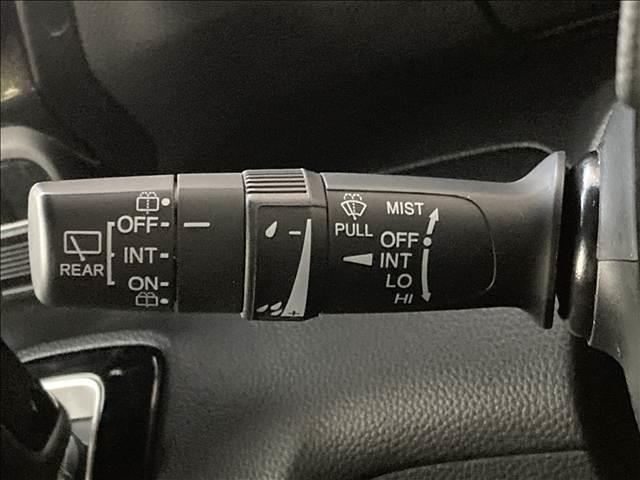 OFF
INT
REAR
ON
MIST
PULL
OFF
INT
LO
HI